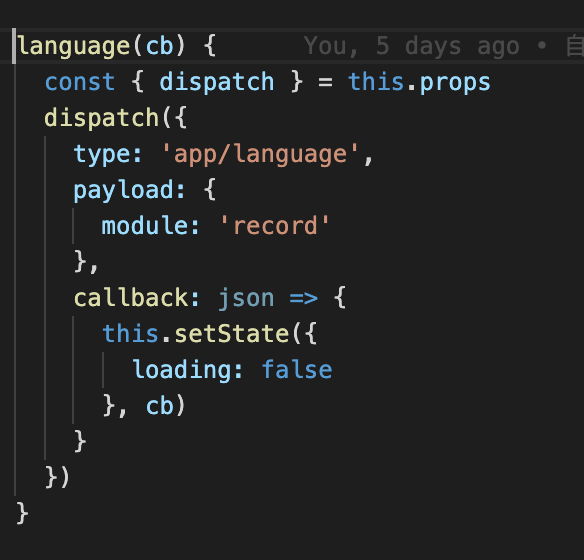 language(cb) { You, 5 days ago • 自
const { dispatch } = this.props
dispatch({
type: 'app/language',
payload: {
module: 'record'
},
callback: json => {
this.setState({
loading: false
}, cb)
}
})
}